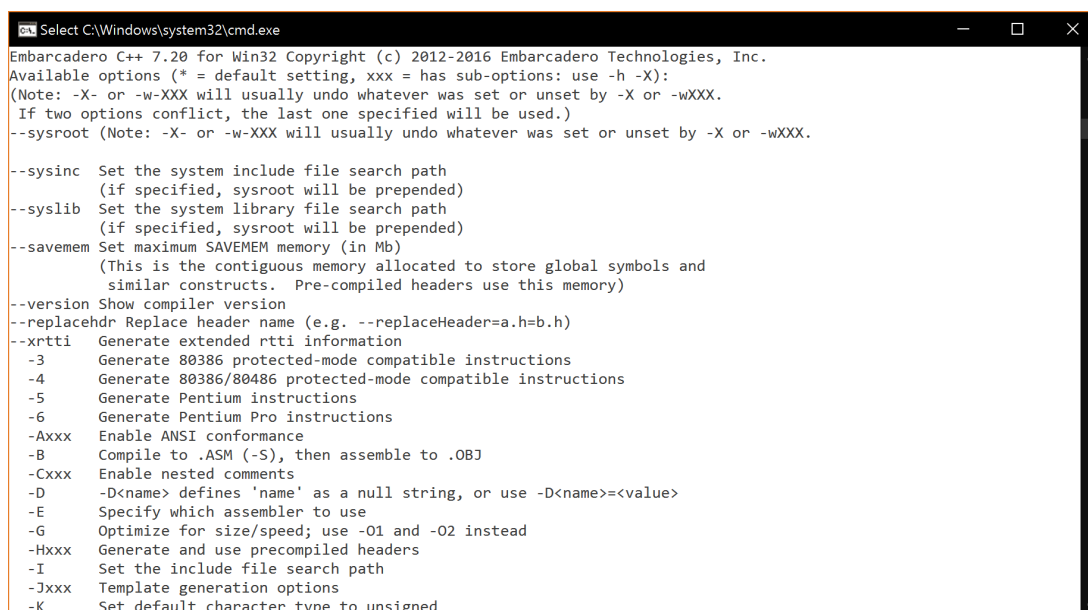 Select C:\Windows\system32\cmd.exe
Embarcadero C++ 7.20 for Win32 Copyright (c) 2012-2016 Embarcadero Technologies, Inc.
Available options (* = default setting, xxx = has sub-options: use -h -X):
(Note: -X- or -w-XXX will usually undo whatever was set or unset by -X or -wXXX.
 If two options conflict, the last one specified will be used.)
--sysroot (Note: -X- or -w-XXX will usually undo whatever was set or unset by -X or -wXXX.
--sysinc  Set the system include file search path
          (if specified, sysroot will be prepended)
--syslib  Set the system library file search path
          (if specified, sysroot will be prepended)
--savemem Set maximum SAVEMEM memory (in Mb)
          (This is the contiguous memory allocated to store global symbols and
           similar constructs.  Pre-compiled headers use this memory)
--version Show compiler version
--replacehdr Replace header name (e.g. --replaceHeader=a.h=b.h)
--xrtti   Generate extended rtti information
  -3      Generate 80386 protected-mode compatible instructions
  -4      Generate 80386/80486 protected-mode compatible instructions
  -5      Generate Pentium instructions
  -6      Generate Pentium Pro instructions
  -Axxx   Enable ANSI conformance
  -B      Compile to .ASM (-S), then assemble to .OBJ
  -Cxxx   Enable nested comments
  -D      -D<name> defines 'name' as a null string, or use -D<name>=<value>
  -E      Specify which assembler to use
  -G      Optimize for size/speed; use -O1 and -O2 instead
  -Hxxx   Generate and use precompiled headers
  -I      Set the include file search path
  -Jxxx   Template generation options
  -K      Set default character type to unsigned